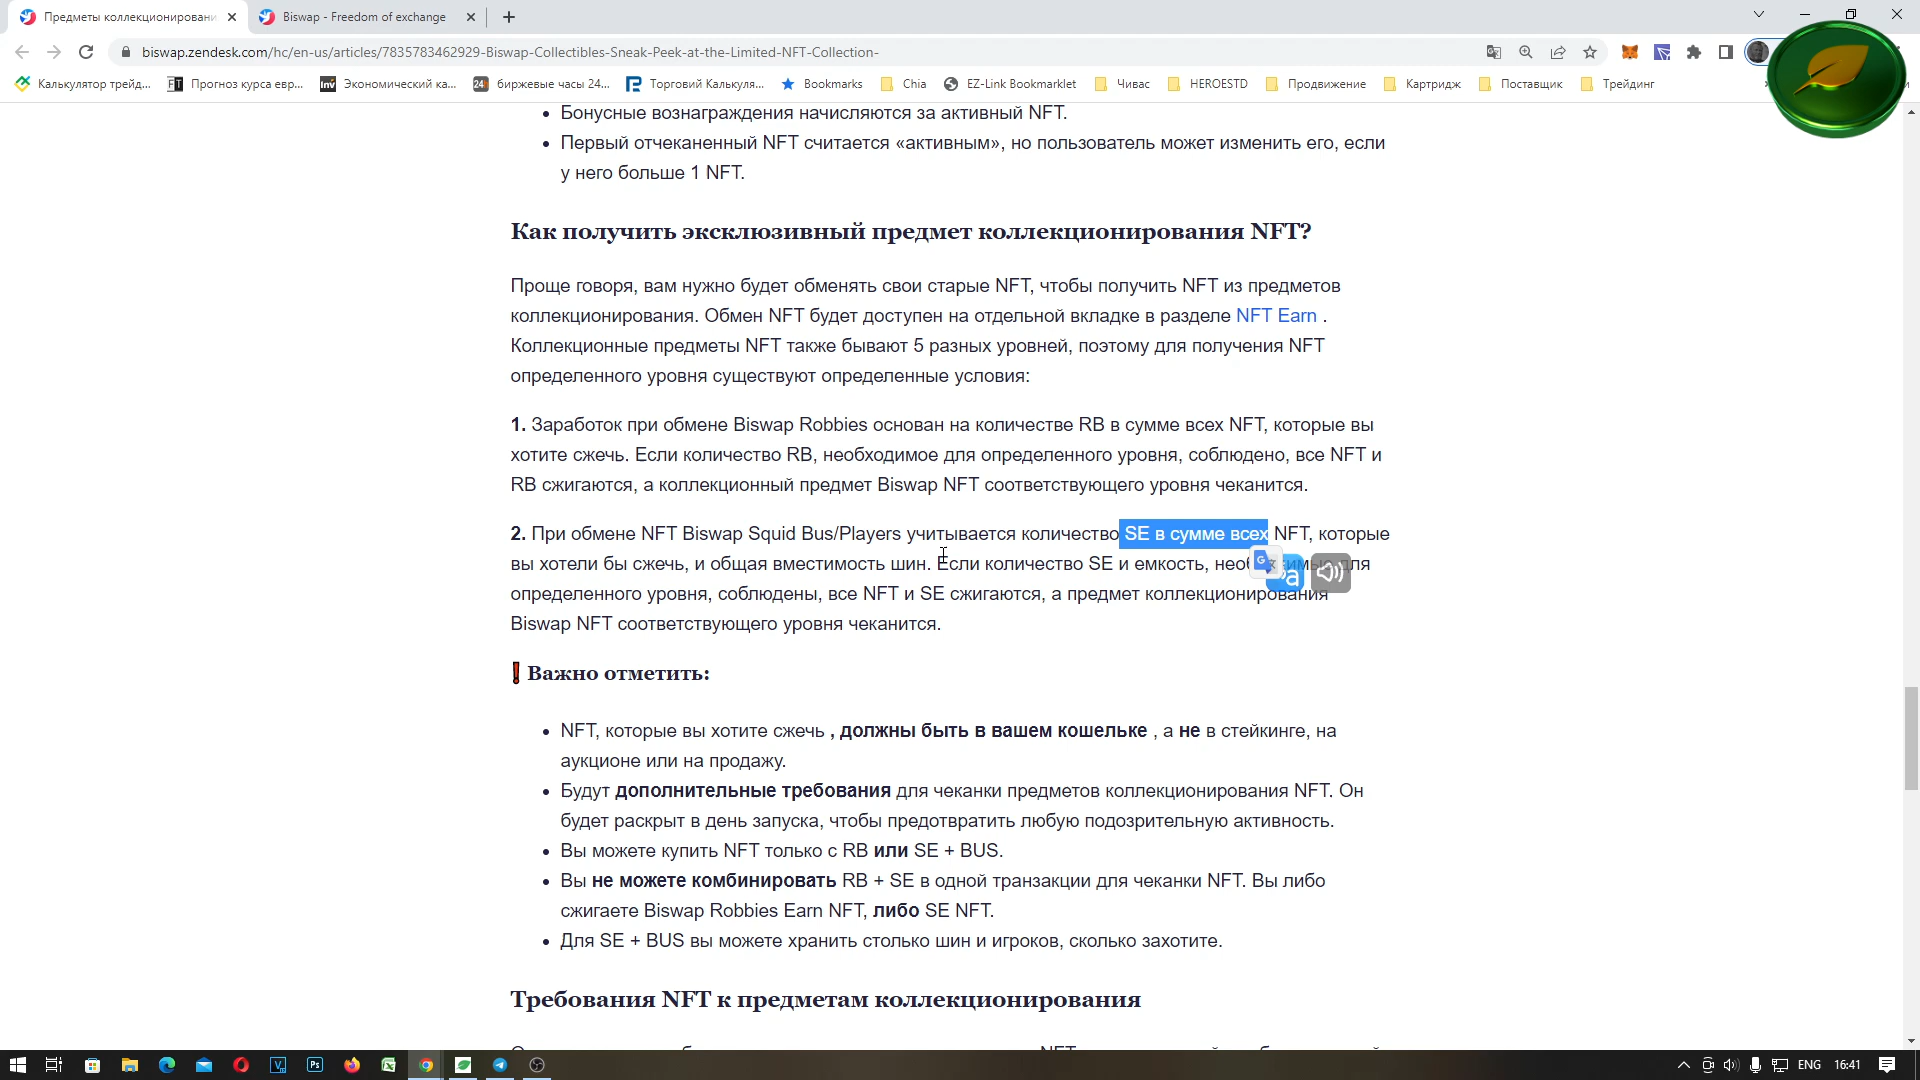 Предметы коллекционирован
Biswap - Freedom of exchange
biswap.zendesk.com/hc/en-us/articles/7835783462929-Biswap-Collectibles-Sneak-Peek-at-the-Limited-NFT-Collection-
Калькулятор трейд...
Прогноз курса евр...
Экономический ка...
биржевые часы 24...
Торговий Калькуля...
Bookmarks
Chia
EZ-Link Bookmarklet
Чивас
HEROESTD
Продвижение
Картридж
Поставщик
Трейдинг
• Бонусные вознаграждения начисляются за активный NFT.
• Первый отчеканенный NFT считается «активным», но пользователь может изменить его, если
у него больше 1 NFT.
Как получить эксклюзивный предмет коллекционирования NFT?
Проще говоря, вам нужно будет обменять свои старые NFT, чтобы получить NFT из предметов
коллекционирования. Обмен NFT будет доступен на отдельной вкладке в разделе NFT Earn .
Коллекционные предметы NFT также бывают 5 разных уровней, поэтому для получения NFT
определенного уровня существуют определенные условия:
1. Заработок при обмене Biswap Robbies основан на количестве RB в сумме всех NFT, которые вы
хотите сжечь. Если количество RB, необходимое для определенного уровня, соблюдено, все NFT и
RB сжигаются, а коллекционный предмет Biswap NFT соответствующего уровня чеканится.
2. При обмене NFT Biswap Squid Bus/Players учитывается количество SE в сумме всех NFT, которые
вы хотели бы сжечь, и общая вместимость шин. Если количество SE и емкость, для
определенного уровня, соблюдены, все NFT и SE сжигаются, а предмет коллекционирования
Biswap NFT соответствующего уровня чеканится.
❗Важно отметить:
• NFT, которые вы хотите сжечь , должны быть в вашем кошельке , а не в стейкинге, на
аукционе или на продажу.
• Будут дополнительные требования для чеканки предметов коллекционирования NFT. Он
будет раскрыт в день запуска, чтобы предотвратить любую подозрительную активность.
• Вы можете купить NFT только с RB или SE + BUS.
• Вы не можете комбинировать RB + SE в одной транзакции для чеканки NFT. Вы либо
сжигаете Biswap Robbies Earn NFT, либо SE NFT.
• Для SE + BUS вы можете хранить столько шин и игроков, сколько захотите.
Требования NFT к предметам коллекционирования
ENG
16:41